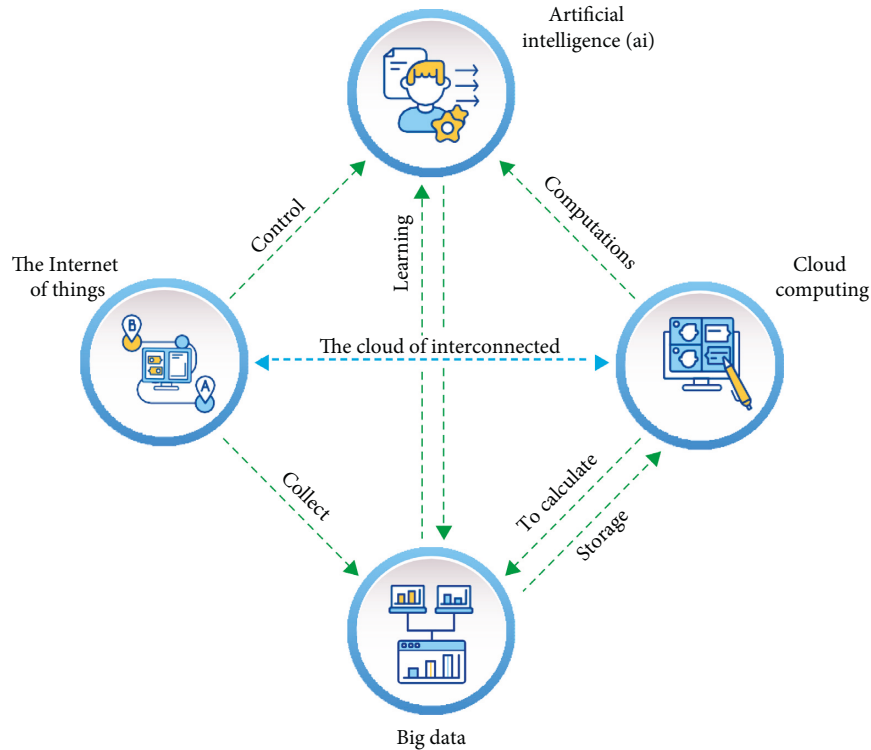 Artificial
intelligence (ai)
Control
Learning
Computations
The Internet
of things
B
A
The cloud of interconnected
Cloud
computing
Collect
To calculate
Storage
Big data